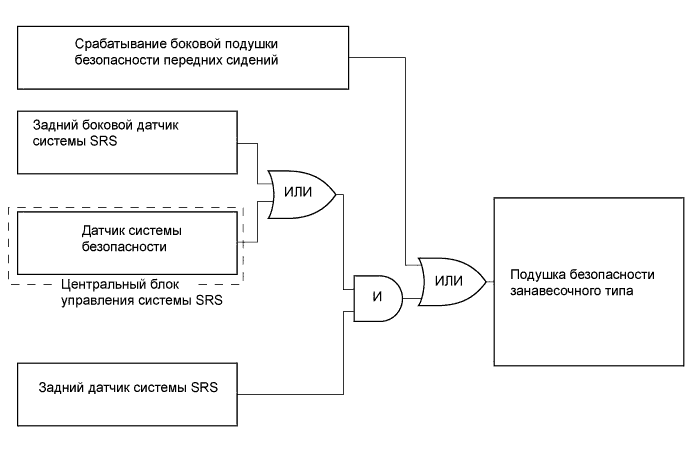 Срабатывание боковой подушки
безопасности передних сидений
Задний боковой датчик
системы SRS
ИЛИ
Датчик системы
безопасности
Центральный блок
управления системы SRS
И
ИЛИ
Подушка безопасности
занавесочного типа
Задний датчик системы SRS